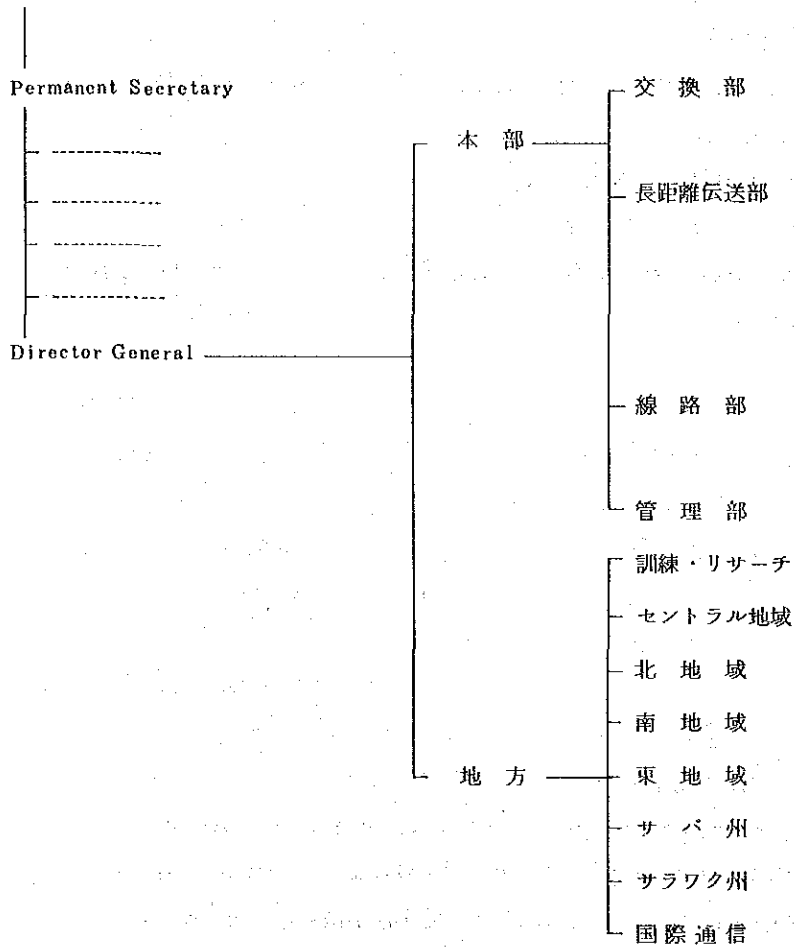 Permanent Secretary
Director General
本部
交換部
長距離伝送部
線路部
管理部
地方
訓練・リサーチ
セントラル地域
北地域
南地域
東地域
サバ州
サラワク州
国際通信